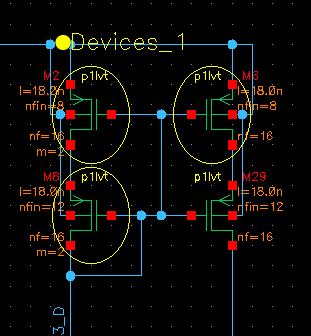 Devices_1
M2 p1lvt p1lvt M6
l=18.0n l=18.0n
nfin=8 nfin=8
nf=16 nf=16
m=2
M8 p1lvt p1lvt M29
l=18.0n l=18.0n
nfin=12 nfin=12
nf=16 nf=16
m=2
3_D